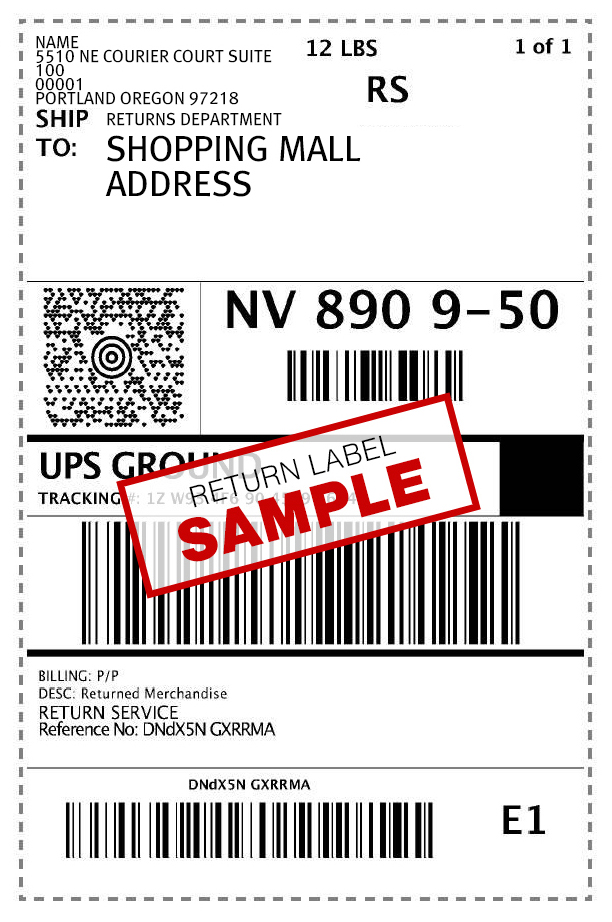 NAME
5510 NE COURIER COURT SUITE
100
00001
PORTLAND OREGON 97218
12 LBS
1 of 1
RS
SHIP TO:
RETURNS DEPARTMENT
SHOPPING MALL
ADDRESS
NV 890 9-50
UPS GROUND
TRACKING #: 1Z
RETURN LABEL
SAMPLE
BILLING: P/P
DESC: Returned Merchandise
RETURN SERVICE
Reference No: DNdX5N GXRRMA
DNdX5N GXRRMA
E1